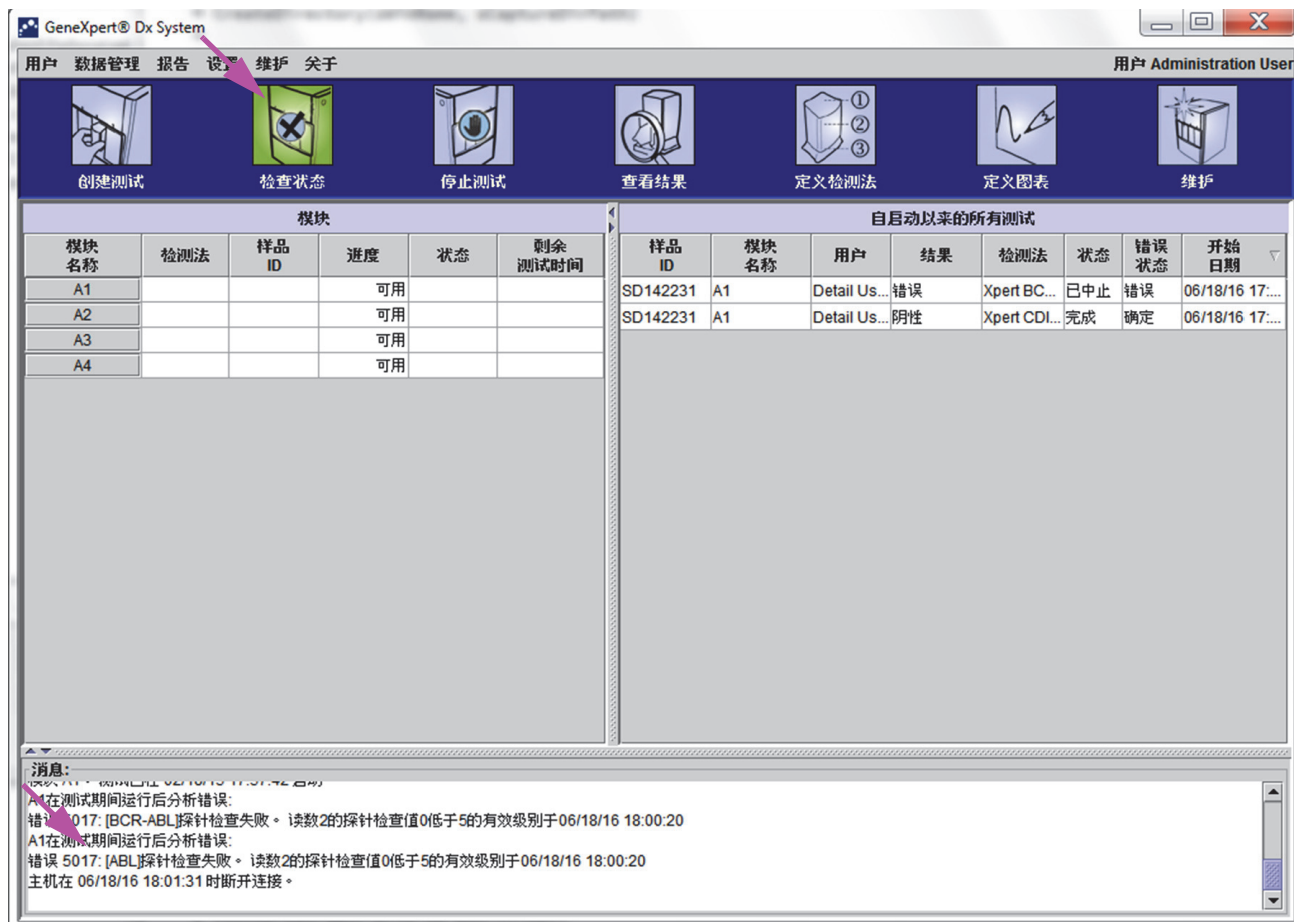 GeneXpert® Dx System
用户 数据管理 报告 设置 维护 关于
用户 Administration User
创建测试 检查状态 停止测试 查看结果 定义检测法 定义图表 维护
模块
模块名称 检测法 样品ID 进度 状态 剩余测试时间
A1 可用
A2 可用
A3 可用
A4 可用
自启动以来的所有测试
样品ID 模块名称 用户 结果 检测法 状态 错误状态 开始日期
SD142231 A1 Detail Us... 错误 Xpert BC... 已中止 错误 06/18/16 17:...
SD142231 A1 Detail Us... 阴性 Xpert CDI... 完成 确定 06/18/16 17:...
消息:
A1在测试期间运行后分析错误:
错误 5017: [BCR-ABL]探针检查失败。 读数2的探针检查值0低于5的有效级别于06/18/16 18:00:20
A1在测试期间运行后分析错误:
错误 5017: [ABL]探针检查失败。 读数2的探针检查值0低于5的有效级别于06/18/16 18:00:20
主机在 06/18/16 18:01:31 时断开连接。